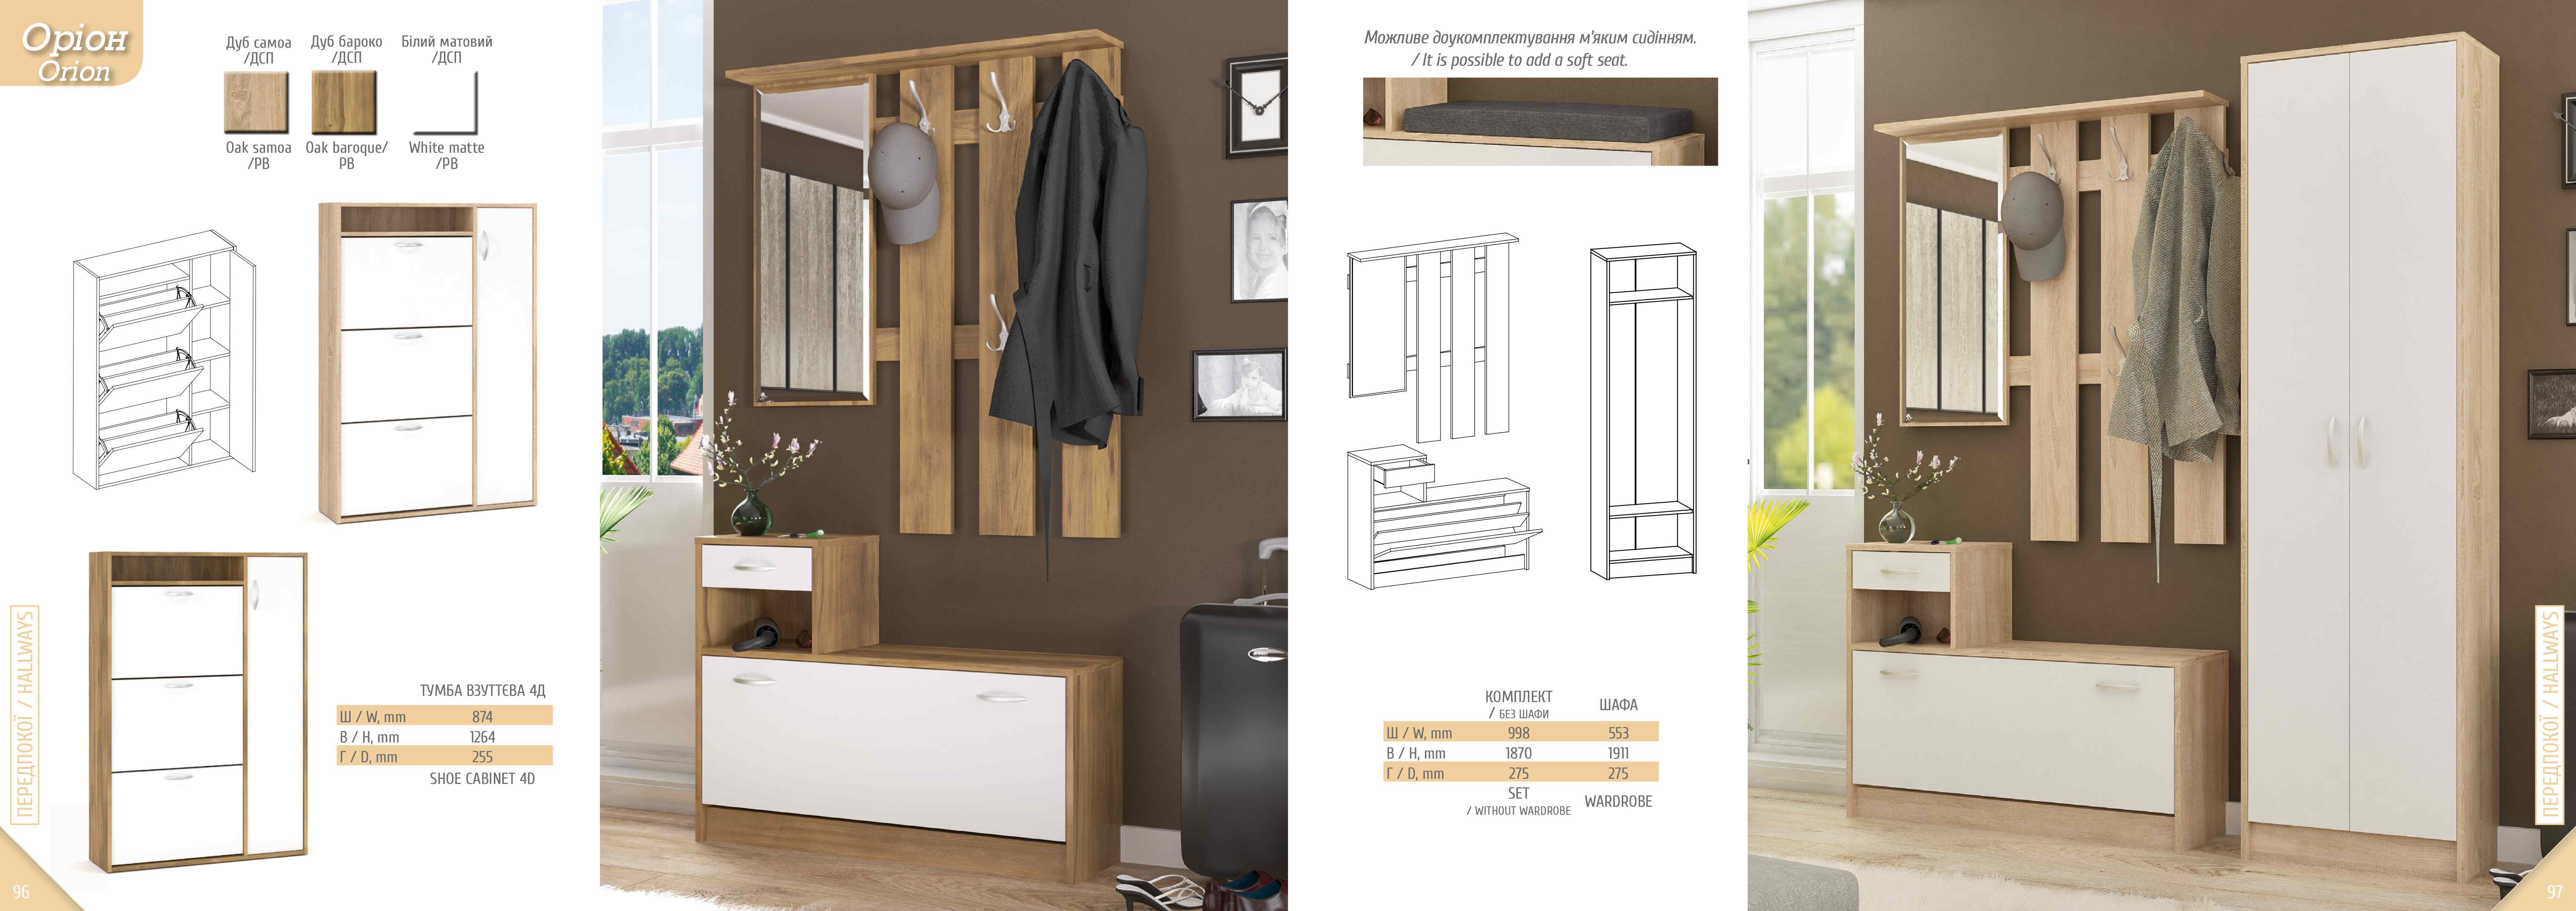 Оріон
Orion
Дуб самоа
/ДСП
Дуб бароко
/ДСП
Білий матовий
/ДСП
Oak samoa
/PB
Oak baroque/
PB
White matte
/PB
ТУМБА ВЗУТТЄВА 4Д
Ш / W, mm 874
В / H, mm 1264
Г / D, mm 255
SHOE CABINET 4D
ПЕРЕДПОКОЇ / HALLWAYS
96
Можливе доукомплектування м'яким сидінням.
/ It is possible to add a soft seat.
КОМПЛЕКТ
/ БЕЗ ШАФИ
ШАФА
Ш / W, mm 998 553
В / H, mm 1870 1911
Г / D, mm 275 275
SET
/ WITHOUT WARDROBE
WARDROBE
ПЕРЕДПОКОЇ / HALLWAYS
97